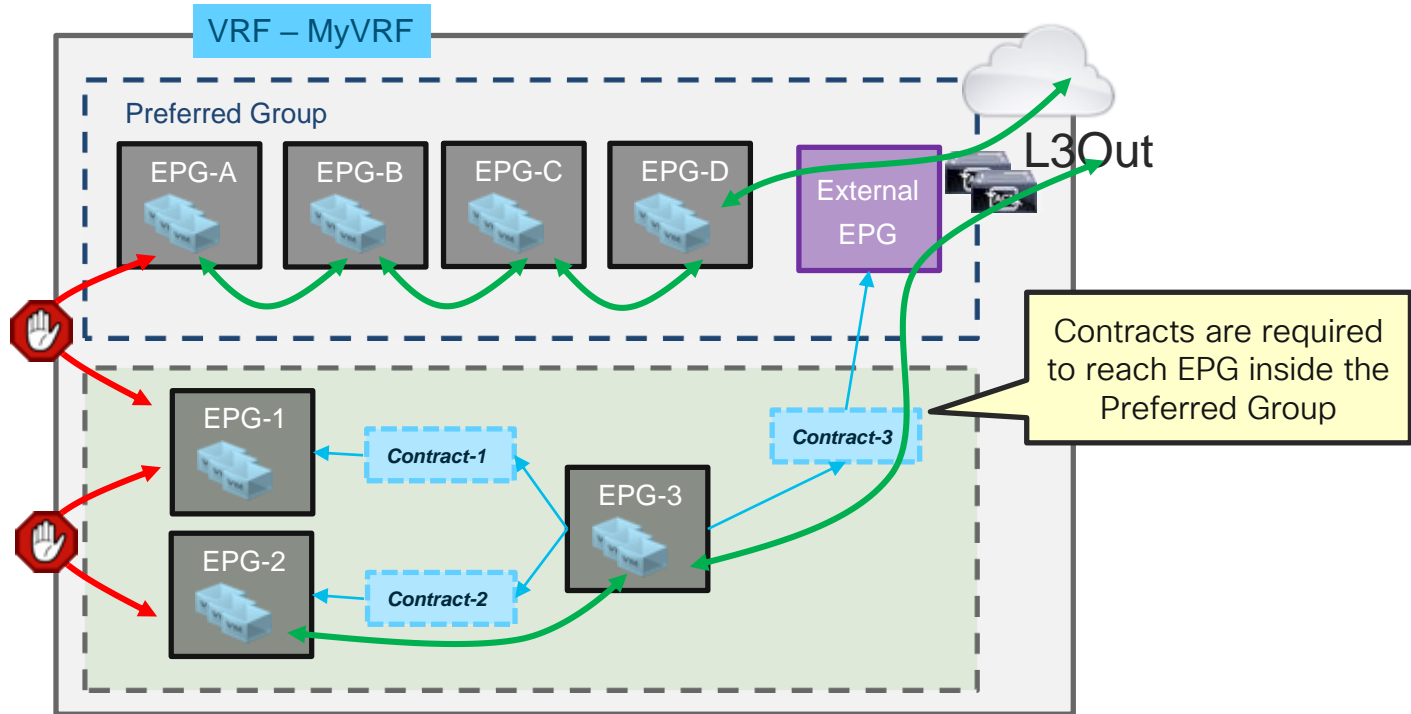 VRF – MyVRF
Preferred Group
EPG-A
EPG-B
EPG-C
EPG-D
External
EPG
L3Out
Contracts are required
to reach EPG inside the
Preferred Group
EPG-1
Contract-1
Contract-3
EPG-3
EPG-2
Contract-2